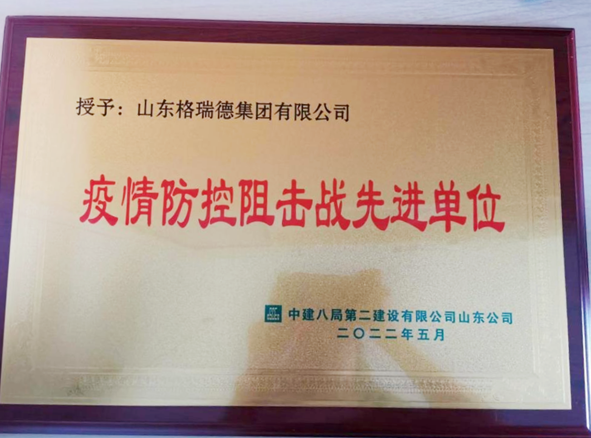 授予：山东格瑞德集团有限公司
疫情防控阻击战先进单位
中建八局第二建设有限公司山东公司
二〇二二年五月